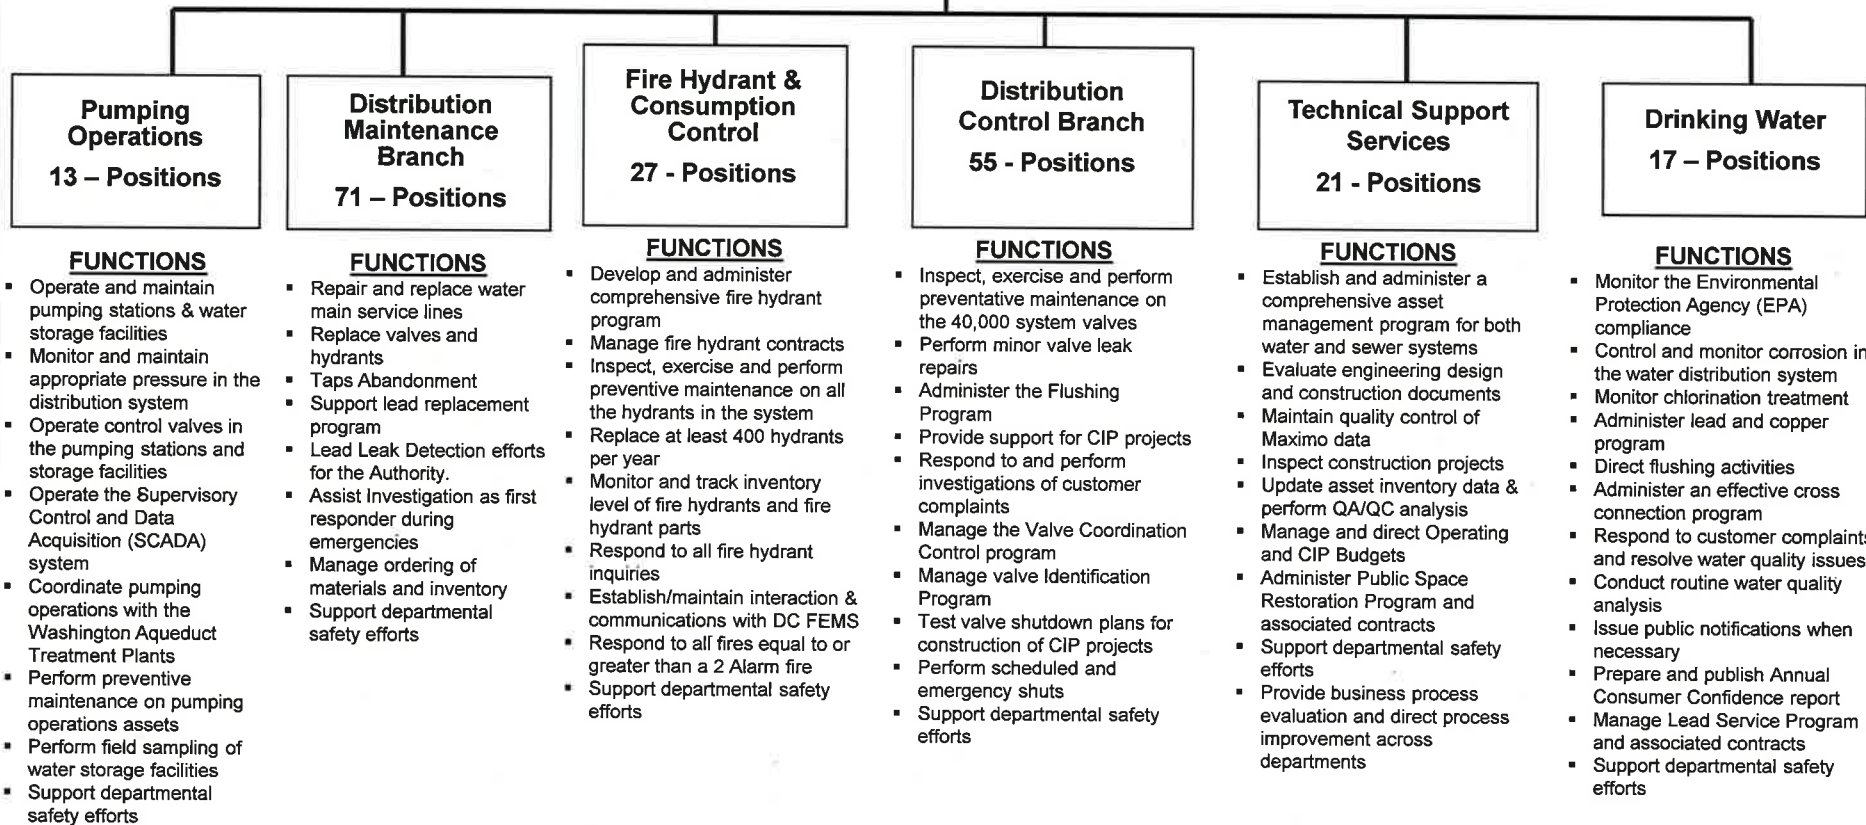 Pumping
Operations
13 – Positions
FUNCTIONS
▪ Operate and maintain
pumping stations & water
storage facilities
▪ Monitor and maintain
appropriate pressure in the
distribution system
▪ Operate control valves in
the pumping stations and
storage facilities
▪ Operate the Supervisory
Control and Data
Acquisition (SCADA)
system
▪ Coordinate pumping
operations with the
Washington Aqueduct
Treatment Plants
▪ Perform preventive
maintenance on pumping
operations assets
▪ Perform field sampling of
water storage facilities
▪ Support departmental
safety efforts
Distribution
Maintenance
Branch
71 – Positions
FUNCTIONS
▪ Repair and replace water
main service lines
▪ Replace valves and
hydrants
▪ Taps Abandonment
▪ Support lead replacement
program
▪ Lead Leak Detection efforts
for the Authority.
▪ Assist Investigation as first
responder during
emergencies
▪ Manage ordering of
materials and inventory
▪ Support departmental
safety efforts
Fire Hydrant &
Consumption
Control
27 - Positions
FUNCTIONS
▪ Develop and administer
comprehensive fire hydrant
program
▪ Manage fire hydrant contracts
▪ Inspect, exercise and perform
preventive maintenance on all
the hydrants in the system
▪ Replace at least 400 hydrants
per year
▪ Monitor and track inventory
level of fire hydrants and fire
hydrant parts
▪ Respond to all fire hydrant
inquiries
▪ Establish/maintain interaction &
communications with DC FEMS
▪ Respond to all fires equal to or
greater than a 2 Alarm fire
▪ Support departmental safety
efforts
Distribution
Control Branch
55 - Positions
FUNCTIONS
▪ Inspect, exercise and perform
preventative maintenance on
the 40,000 system valves
▪ Perform minor valve leak
repairs
▪ Administer the Flushing
Program
▪ Provide support for CIP projects
▪ Respond to and perform
investigations of customer
complaints
▪ Manage the Valve Coordination
Control program
▪ Manage valve Identification
Program
▪ Test valve shutdown plans for
construction of CIP projects
▪ Perform scheduled and
emergency shuts
▪ Support departmental safety
efforts
Technical Support
Services
21 - Positions
FUNCTIONS
▪ Establish and administer a
comprehensive asset
management program for both
water and sewer systems
▪ Evaluate engineering design
and construction documents
▪ Maintain quality control of
Maximo data
▪ Inspect construction projects
▪ Update asset inventory data &
perform QA/QC analysis
▪ Manage and direct Operating
and CIP Budgets
▪ Administer Public Space
Restoration Program and
associated contracts
▪ Support departmental safety
efforts
▪ Provide business process
evaluation and direct process
improvement across
departments
Drinking Water
17 – Positions
FUNCTIONS
▪ Monitor the Environmental
Protection Agency (EPA)
compliance
▪ Control and monitor corrosion in
the water distribution system
▪ Monitor chlorination treatment
▪ Administer lead and copper
program
▪ Direct flushing activities
▪ Administer an effective cross
connection program
▪ Respond to customer complaints
and resolve water quality issues
▪ Conduct routine water quality
analysis
▪ Issue public notifications when
necessary
▪ Prepare and publish Annual
Consumer Confidence report
▪ Manage Lead Service Program
and associated contracts
▪ Support departmental safety
efforts